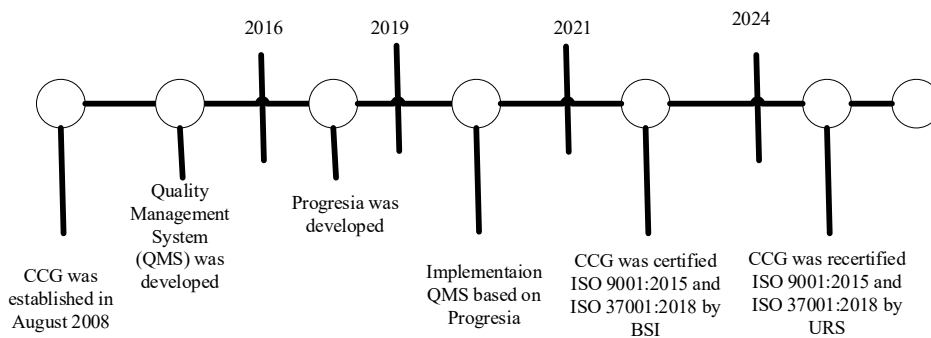 2016
2019
2021
2024
CCG was
established in
August 2008
Quality
Management
System
(QMS) was
developed
Progresia was
developed
Implementaion
QMS based on
Progresia
CCG was certified
ISO 9001:2015 and
ISO 37001:2018 by
BSI
CCG was recertified
ISO 9001:2015 and
ISO 37001:2018 by
URS